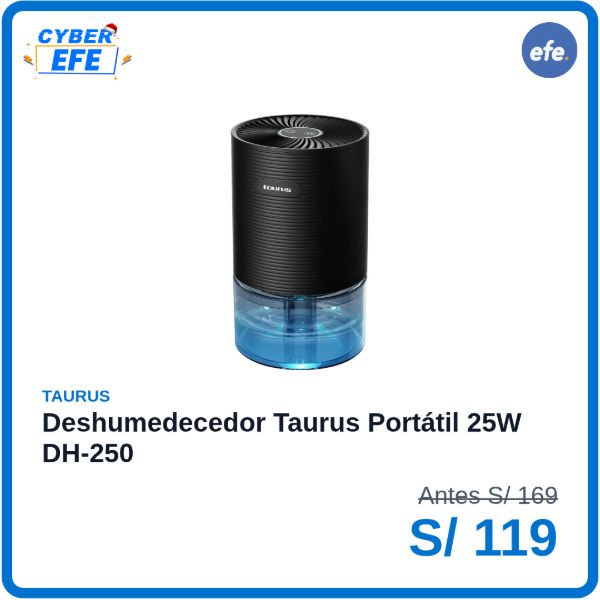 CYBER
EFE
efe.
taurus
TAURUS
Deshumedecedor Taurus Portátil 25W
DH-250
Antes S/ 169
S/ 119